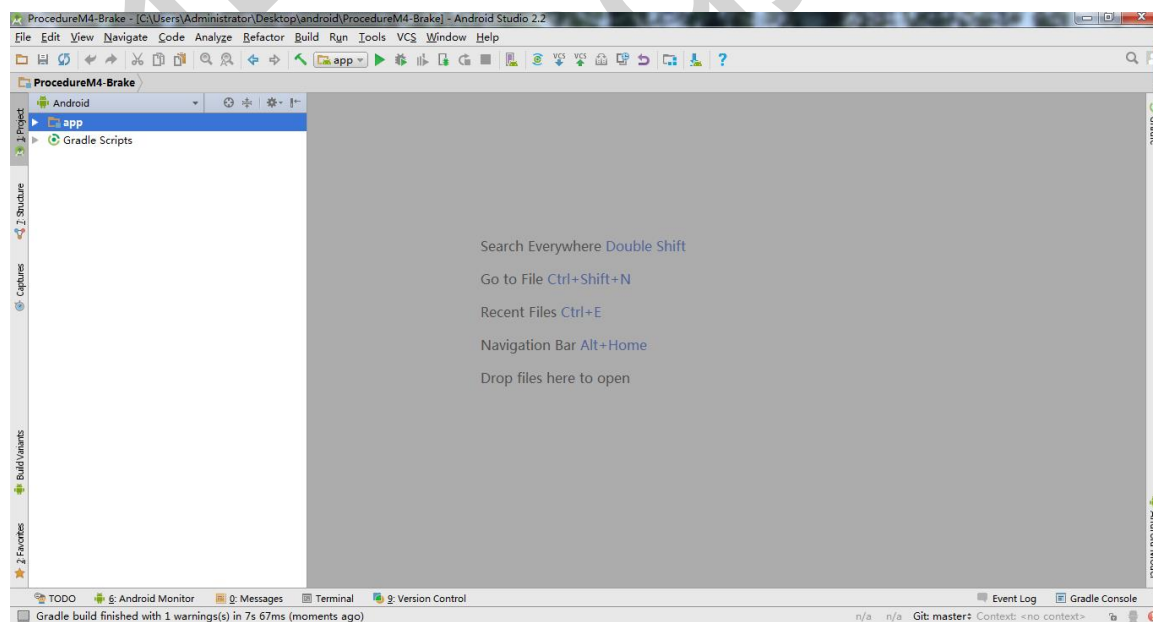 ProcedureM4-Brake - [C:\Users\Administrator\Desktop\android\ProcedureM4-Brake] - Android Studio 2.2
File Edit View Navigate Code Analyze Refactor Build Run Tools VCS Window Help
app
VCS VCS
ProcedureM4-Brake
Android
app
Gradle Scripts
1: Project
7: Structure
Captures
Build Variants
2: Favorites
Search Everywhere Double Shift
Go to File Ctrl+Shift+N
Recent Files Ctrl+E
Navigation Bar Alt+Home
Drop files here to open
TODO 6: Android Monitor 0: Messages Terminal 9: Version Control Event Log Gradle Console
Gradle build finished with 1 warnings(s) in 7s 67ms (moments ago) n/a n/a Git: master Context: <no context>